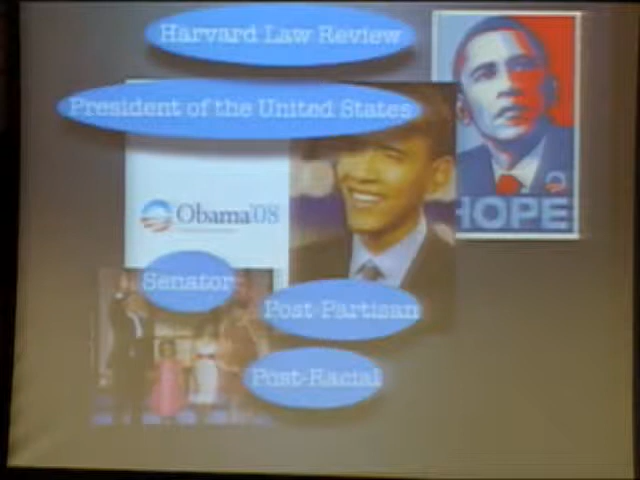 Harvard Law Review
President of the United States
Obama'08
HOPE
Senator
Post-Partisan
Post-Racial